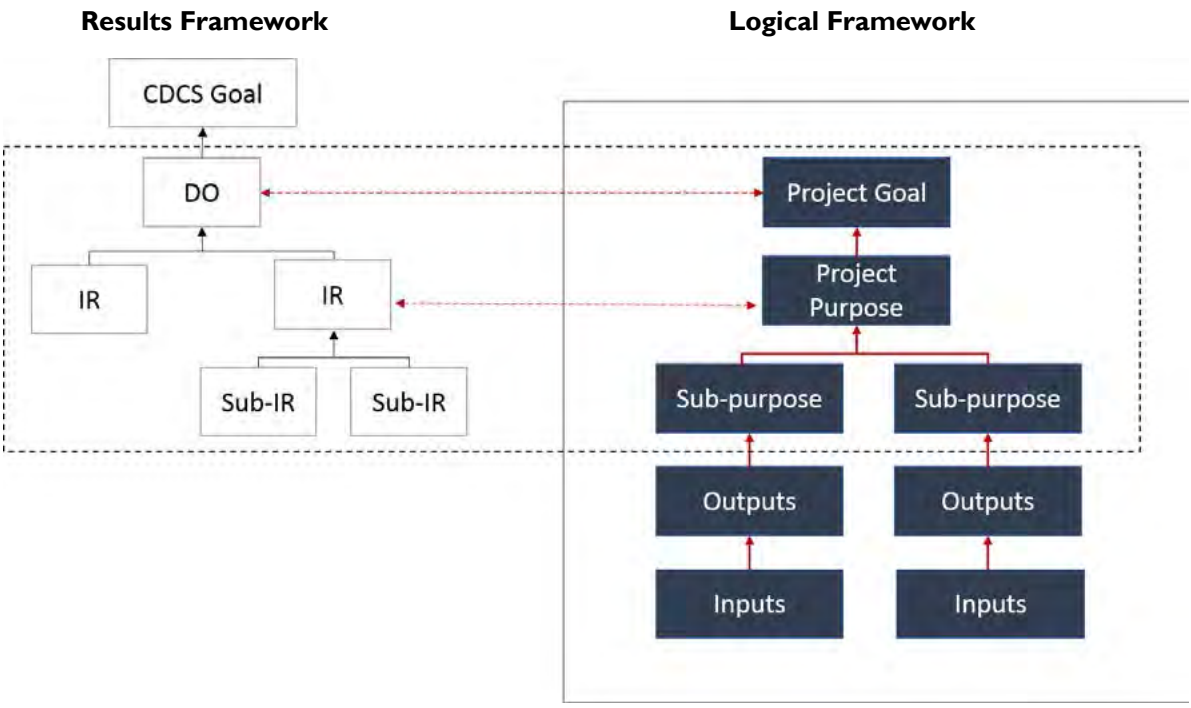 Results Framework
Logical Framework
CDCS Goal
DO
Project Goal
IR
IR
Project
Purpose
Sub-IR
Sub-IR
Sub-purpose
Sub-purpose
Outputs
Outputs
Inputs
Inputs